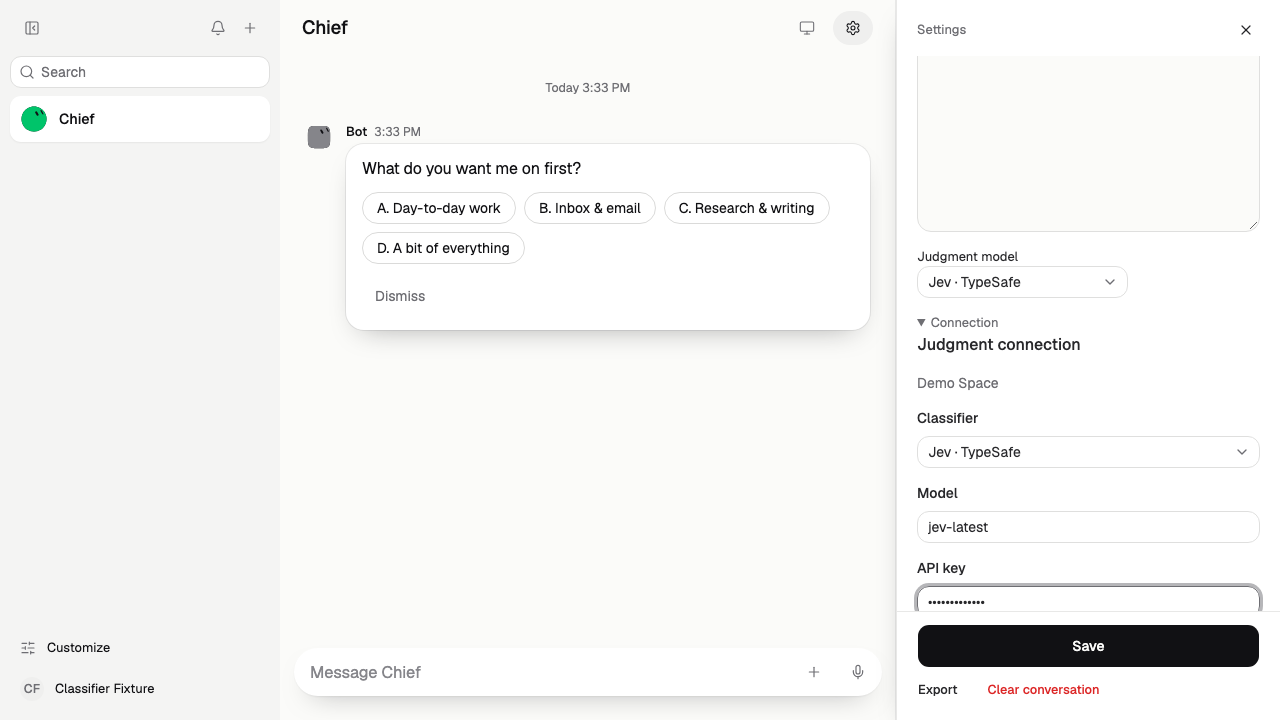 Search
Chief
Customize
CF
Classifier Fixture
Chief
Today 3:33 PM
Bot 3:33 PM
What do you want me on first?
A. Day-to-day work
B. Inbox & email
C. Research & writing
D. A bit of everything
Dismiss
Message Chief
Settings
Judgment model
Jev · TypeSafe
Connection
Judgment connection
Demo Space
Classifier
Jev · TypeSafe
Model
jev-latest
API key
•••••••••••••
Save
Export
Clear conversation